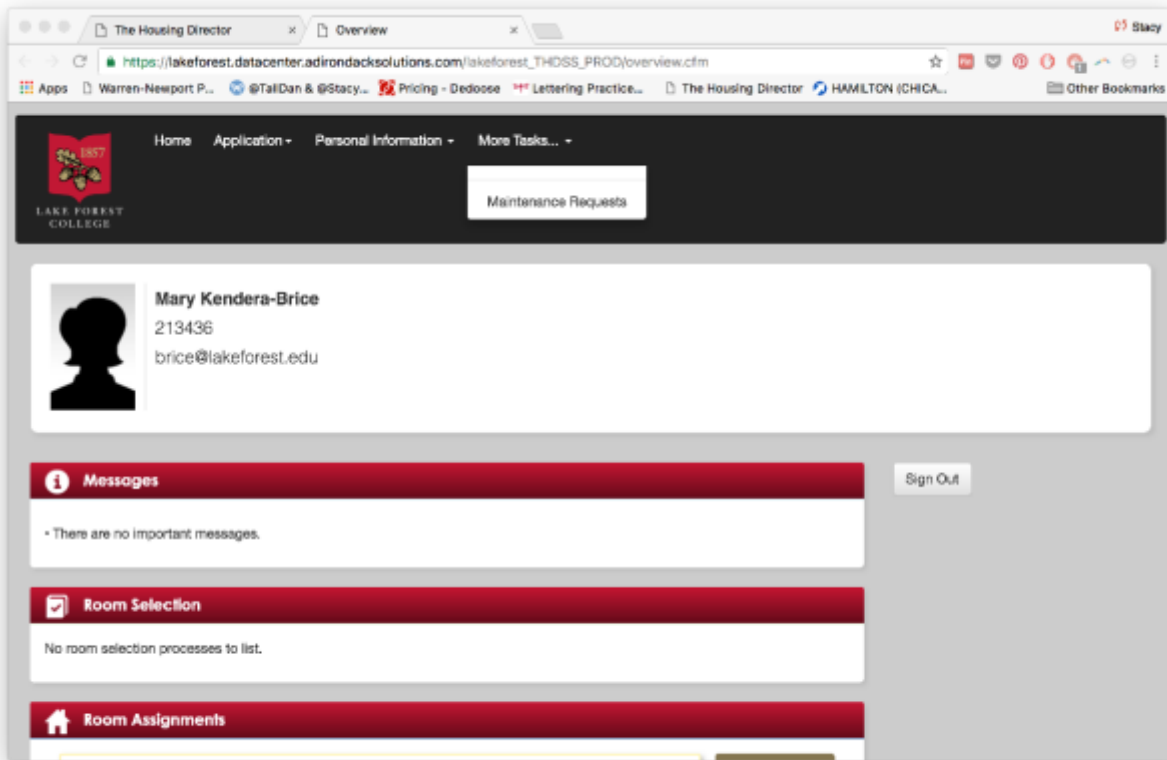 The Housing Director × Overview × Stacy
https://lakeforest.datacenter.adirondacksolutions.com/lakeforest_THDSS_PROD/overview.cfm
Apps Warren-Newport P... @TallDan & @Stacy... Pricing - Dedoose Lettering Practice... The Housing Director HAMILTON (CHICA... Other Bookmarks
Home Application Personal Information More Tasks...
1857
Maintenance Requests
LAKE FOREST
COLLEGE
Mary Kendera-Brice
213436
brice@lakeforest.edu
Messages
Sign Out
• There are no important messages.
Room Selection
No room selection processes to list.
Room Assignments